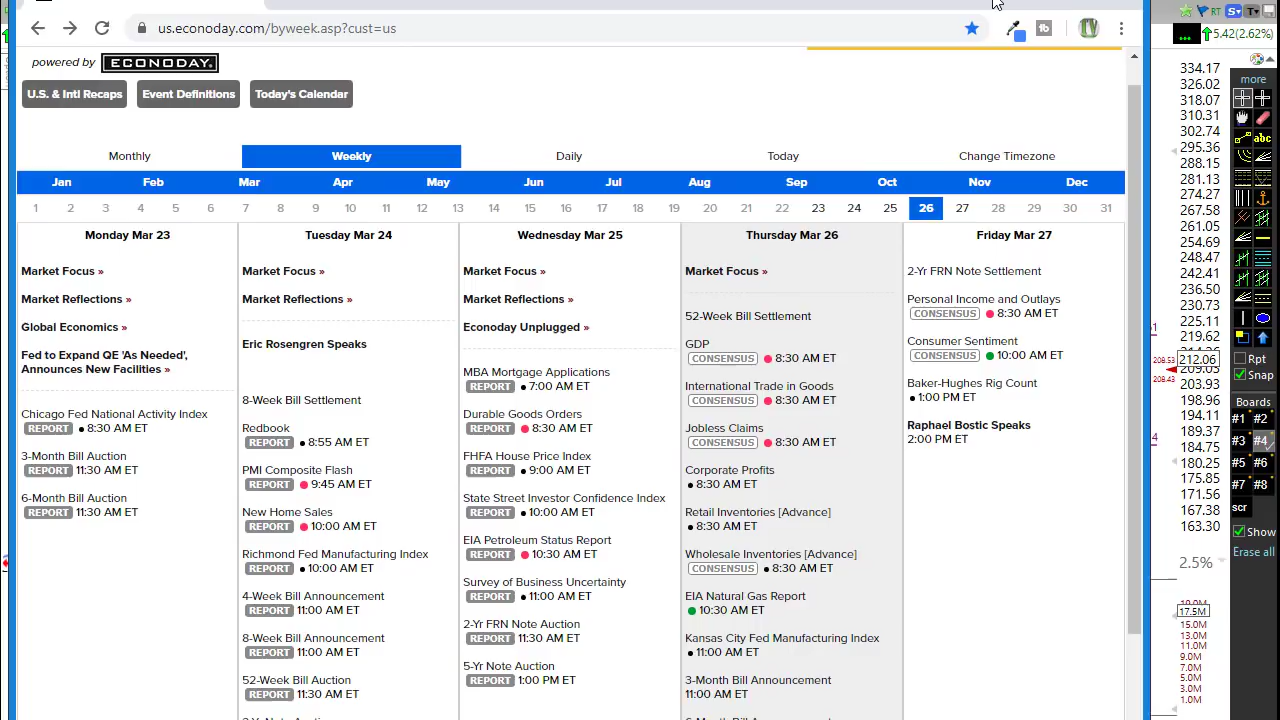 us.econoday.com/byweek.asp?cust=us
powered by ECONODAY
U.S. & Intl Recaps Event Definitions Today's Calendar
Monthly Weekly Daily Today Change Timezone
Jan Feb Mar Apr May Jun Jul Aug Sep Oct Nov Dec
1 2 3 4 5 6 7 8 9 10 11 12 13 14 15 16 17 18 19 20 21 22 23 24 25 26 27 28 29 30 31
Monday Mar 23
Market Focus »
Market Reflections »
Global Economics »
Fed to Expand QE 'As Needed',
Announces New Facilities »
Chicago Fed National Activity Index
REPORT 8:30 AM ET
3-Month Bill Auction
REPORT 11:30 AM ET
6-Month Bill Auction
REPORT 11:30 AM ET
Tuesday Mar 24
Market Focus »
Market Reflections »
Eric Rosengren Speaks
8-Week Bill Settlement
Redbook
REPORT 8:55 AM ET
PMI Composite Flash
REPORT 9:45 AM ET
New Home Sales
REPORT 10:00 AM ET
Richmond Fed Manufacturing Index
REPORT 10:00 AM ET
4-Week Bill Announcement
REPORT 11:00 AM ET
8-Week Bill Announcement
REPORT 11:00 AM ET
52-Week Bill Auction
REPORT 11:30 AM ET
Wednesday Mar 25
Market Focus »
Market Reflections »
Econoday Unplugged »
MBA Mortgage Applications
REPORT 7:00 AM ET
Durable Goods Orders
REPORT 8:30 AM ET
FHFA House Price Index
REPORT 9:00 AM ET
State Street Investor Confidence Index
REPORT 10:00 AM ET
EIA Petroleum Status Report
REPORT 10:30 AM ET
Survey of Business Uncertainty
REPORT 11:00 AM ET
2-Yr FRN Note Auction
REPORT 11:30 AM ET
5-Yr Note Auction
REPORT 1:00 PM ET
Thursday Mar 26
Market Focus »
52-Week Bill Settlement
GDP
CONSENSUS 8:30 AM ET
International Trade in Goods
CONSENSUS 8:30 AM ET
Jobless Claims
CONSENSUS 8:30 AM ET
Corporate Profits
8:30 AM ET
Retail Inventories [Advance]
8:30 AM ET
Wholesale Inventories [Advance]
CONSENSUS 8:30 AM ET
EIA Natural Gas Report
10:30 AM ET
Kansas City Fed Manufacturing Index
11:00 AM ET
3-Month Bill Announcement
11:00 AM ET
Friday Mar 27
2-Yr FRN Note Settlement
Personal Income and Outlays
CONSENSUS 8:30 AM ET
Consumer Sentiment
CONSENSUS 10:00 AM ET
Baker-Hughes Rig Count
1:00 PM ET
Raphael Bostic Speaks
2:00 PM ET
RT S T
... 5.42(2.62%)
334.17
326.02
318.07
310.31
302.74
295.36
288.15
281.13
274.27
267.58
261.05
254.69
248.47
242.41
236.50
230.73
225.11
219.62
212.06
208.53
209.03
208.43
203.93
198.96
194.11
189.37
184.75
180.25
175.85
171.56
167.38
163.30
2.5%
17.5M
15.0M
13.0M
11.0M
9.0M
7.0M
5.0M
3.0M
1.0M
more
abc
Rpt
Snap
Boards
#1 #2
#3 #4
#5 #6
#7 #8
scr
Show
Erase all